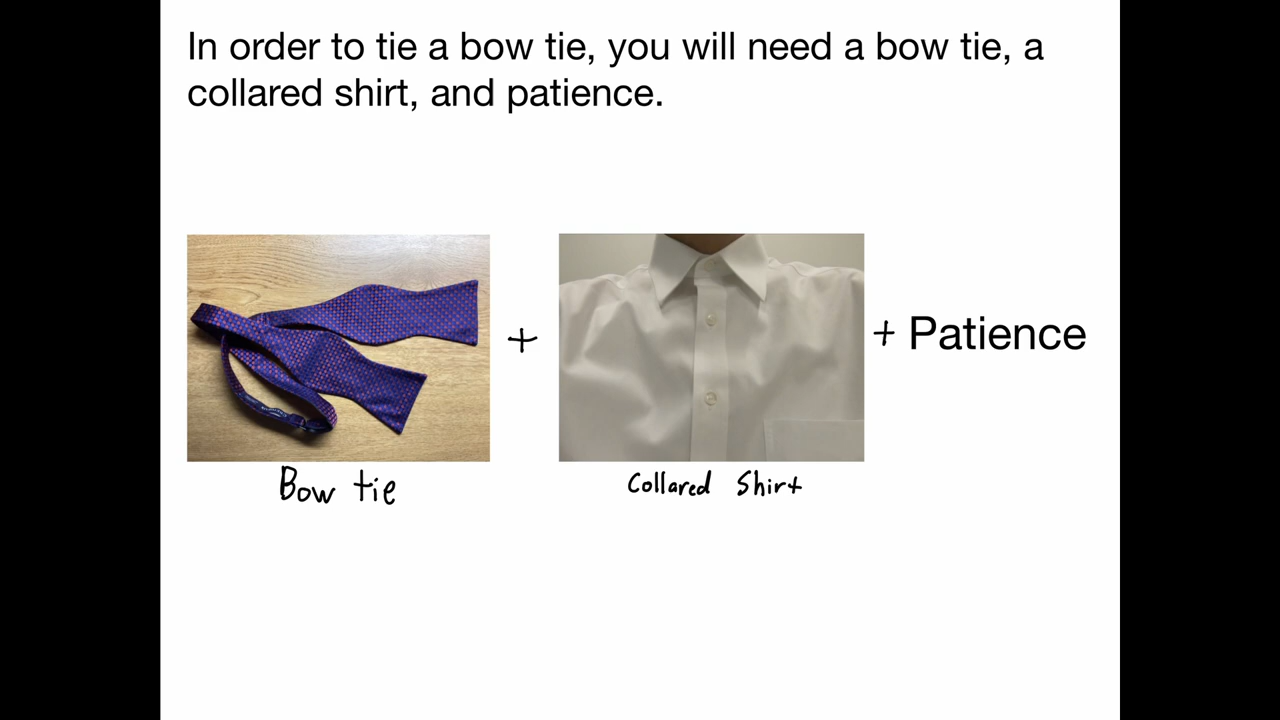 In order to tie a bow tie, you will need a bow tie, a
collared shirt, and patience.
+
+ Patience
Bow tie
Collared Shirt